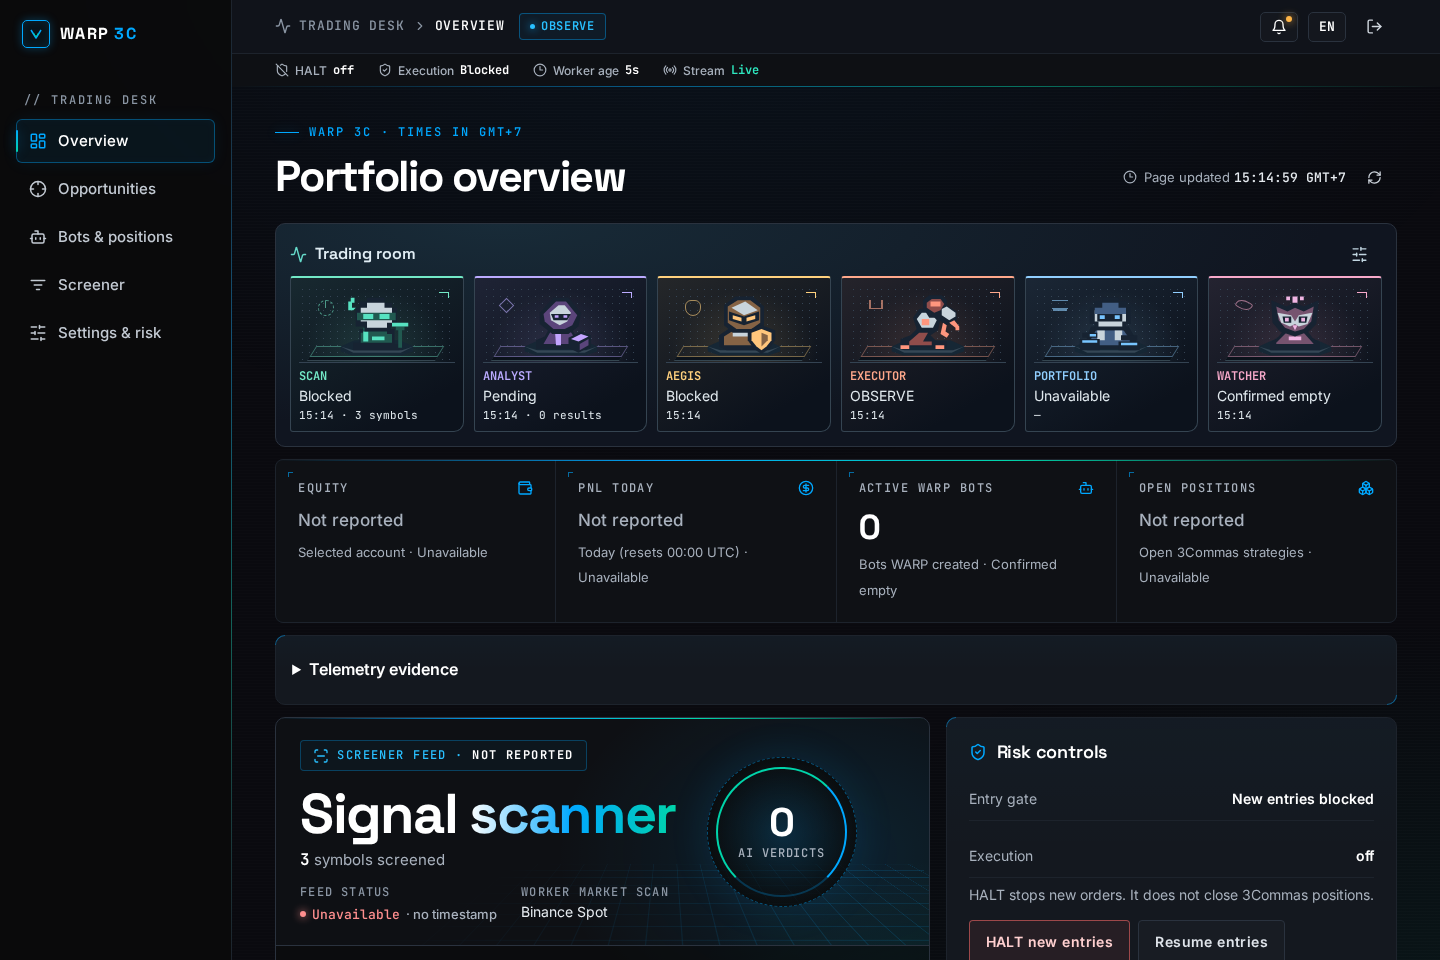 WARP 3C
TRADING DESK
OVERVIEW
OBSERVE
EN
HALT off
Execution Blocked
Worker age 5s
Stream Live
// TRADING DESK
Overview
Opportunities
Bots & positions
Screener
Settings & risk
WARP 3C · TIMES IN GMT+7
Portfolio overview
Page updated 15:14:59 GMT+7
Trading room
SCAN
Blocked
15:14 · 3 symbols
ANALYST
Pending
15:14 · 0 results
AEGIS
Blocked
15:14
EXECUTOR
OBSERVE
15:14
PORTFOLIO
Unavailable
—
WATCHER
Confirmed empty
15:14
EQUITY
Not reported
Selected account · Unavailable
PNL TODAY
Not reported
Today (resets 00:00 UTC) ·
Unavailable
ACTIVE WARP BOTS
0
Bots WARP created · Confirmed
empty
OPEN POSITIONS
Not reported
Open 3Commas strategies ·
Unavailable
Telemetry evidence
SCREENER FEED · NOT REPORTED
Signal scanner
3 symbols screened
FEED STATUS
Unavailable · no timestamp
WORKER MARKET SCAN
Binance Spot
0
AI VERDICTS
Risk controls
Entry gate
New entries blocked
Execution
off
HALT stops new orders. It does not close 3Commas positions.
HALT new entries
Resume entries